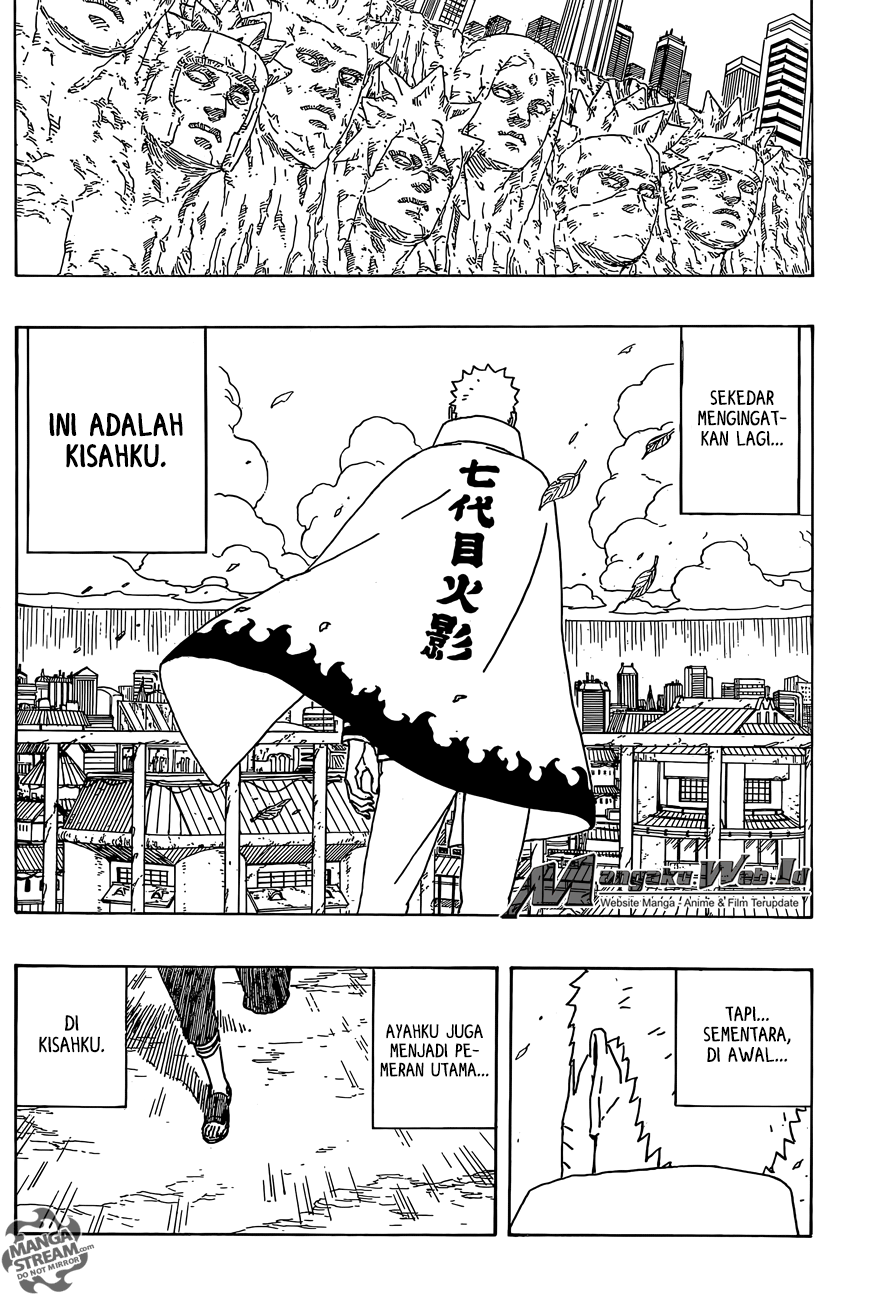 SEKEDAR
MENGINGAT-
KAN LAGI...
INI ADALAH
KISAHKU.
七代目火影
Mangaku Web.Id
Website Manga - Anime & Film Terupdate
TAPI...
SEMENTARA,
DI AWAL...
AYAHKU JUGA
MENJADI PE-
MERAN UTAMA...
DI
KISAHKU.
MANGA
STREAM.COM
DO NOT MIRROR